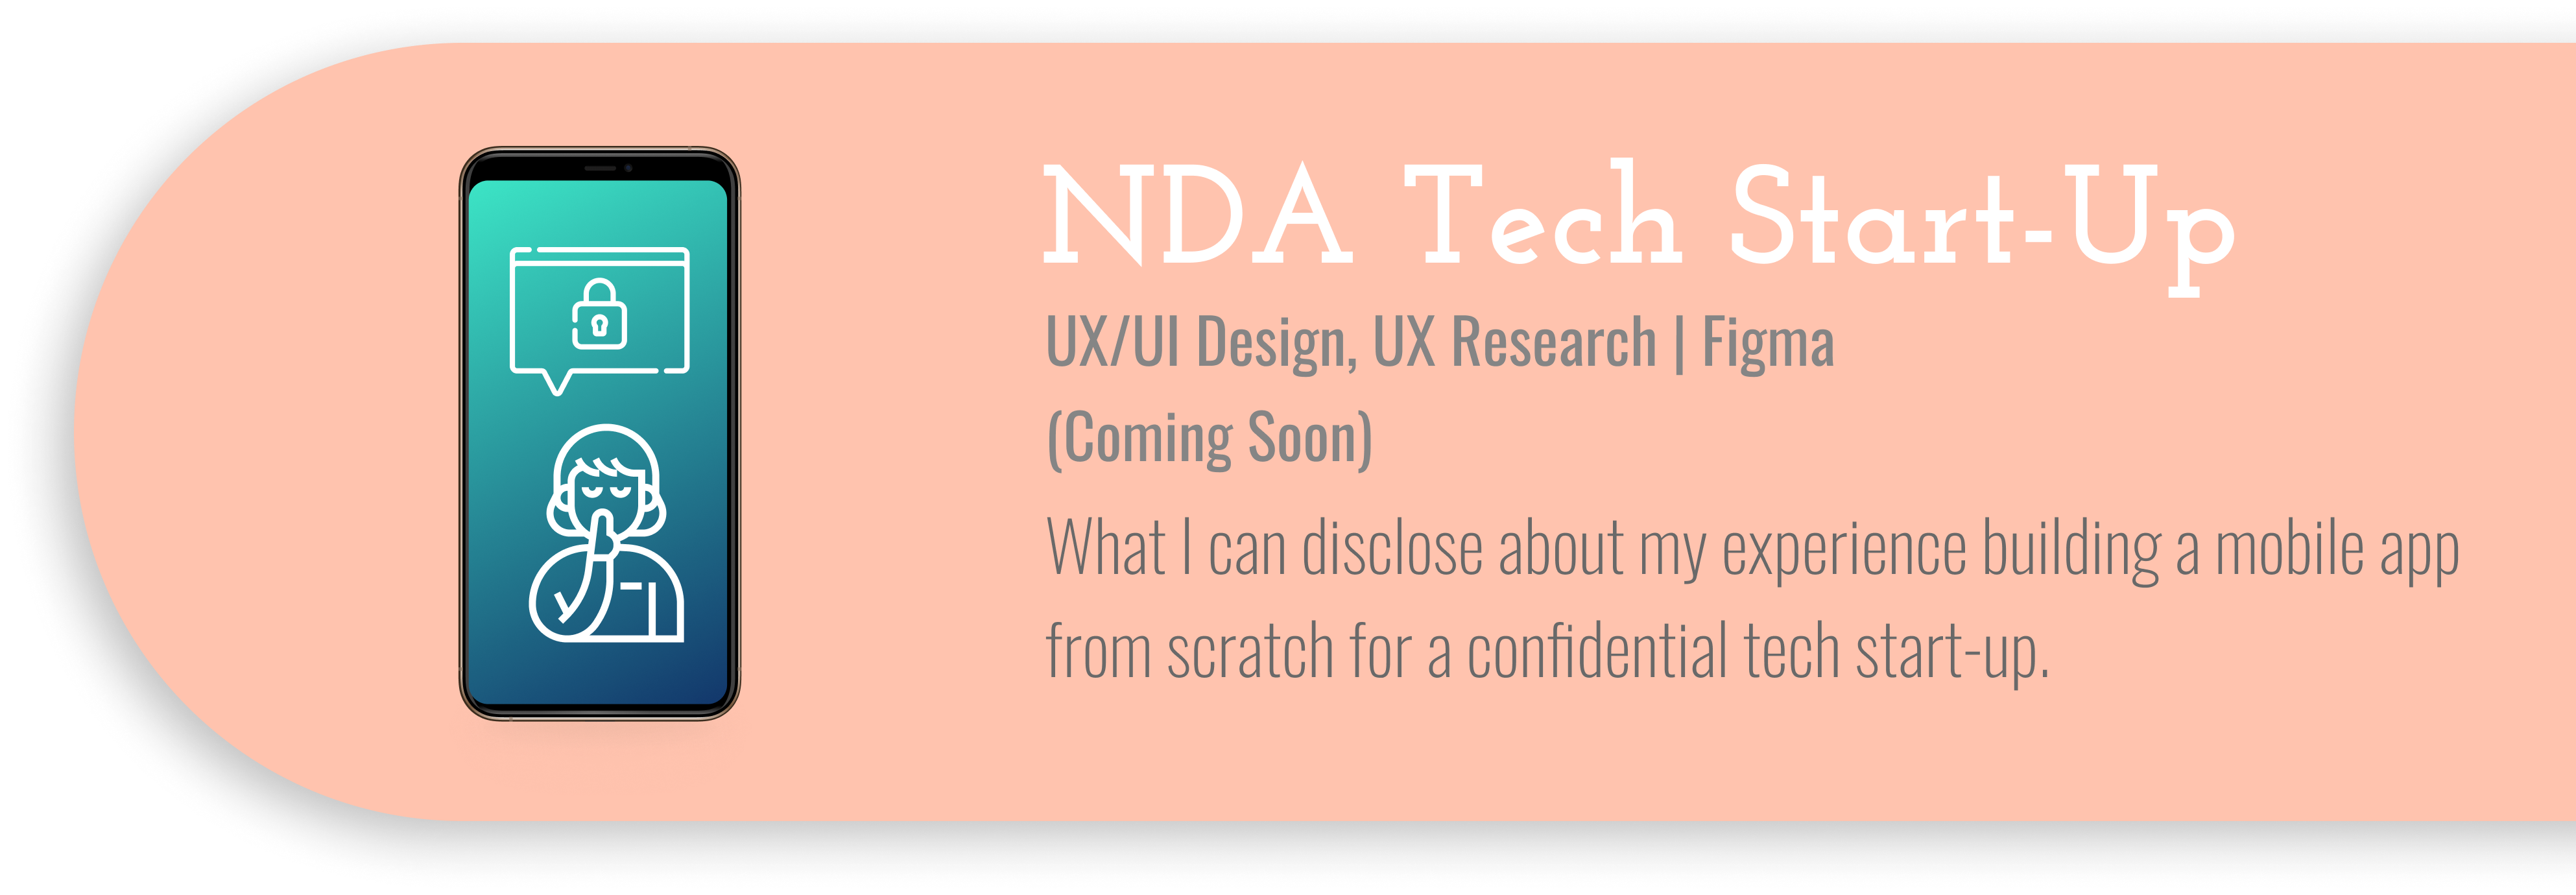 NDA Tech Start-Up
UX/UI Design, UX Research | Figma
(Coming Soon)
What I can disclose about my experience building a mobile app
from scratch for a confidential tech start-up.